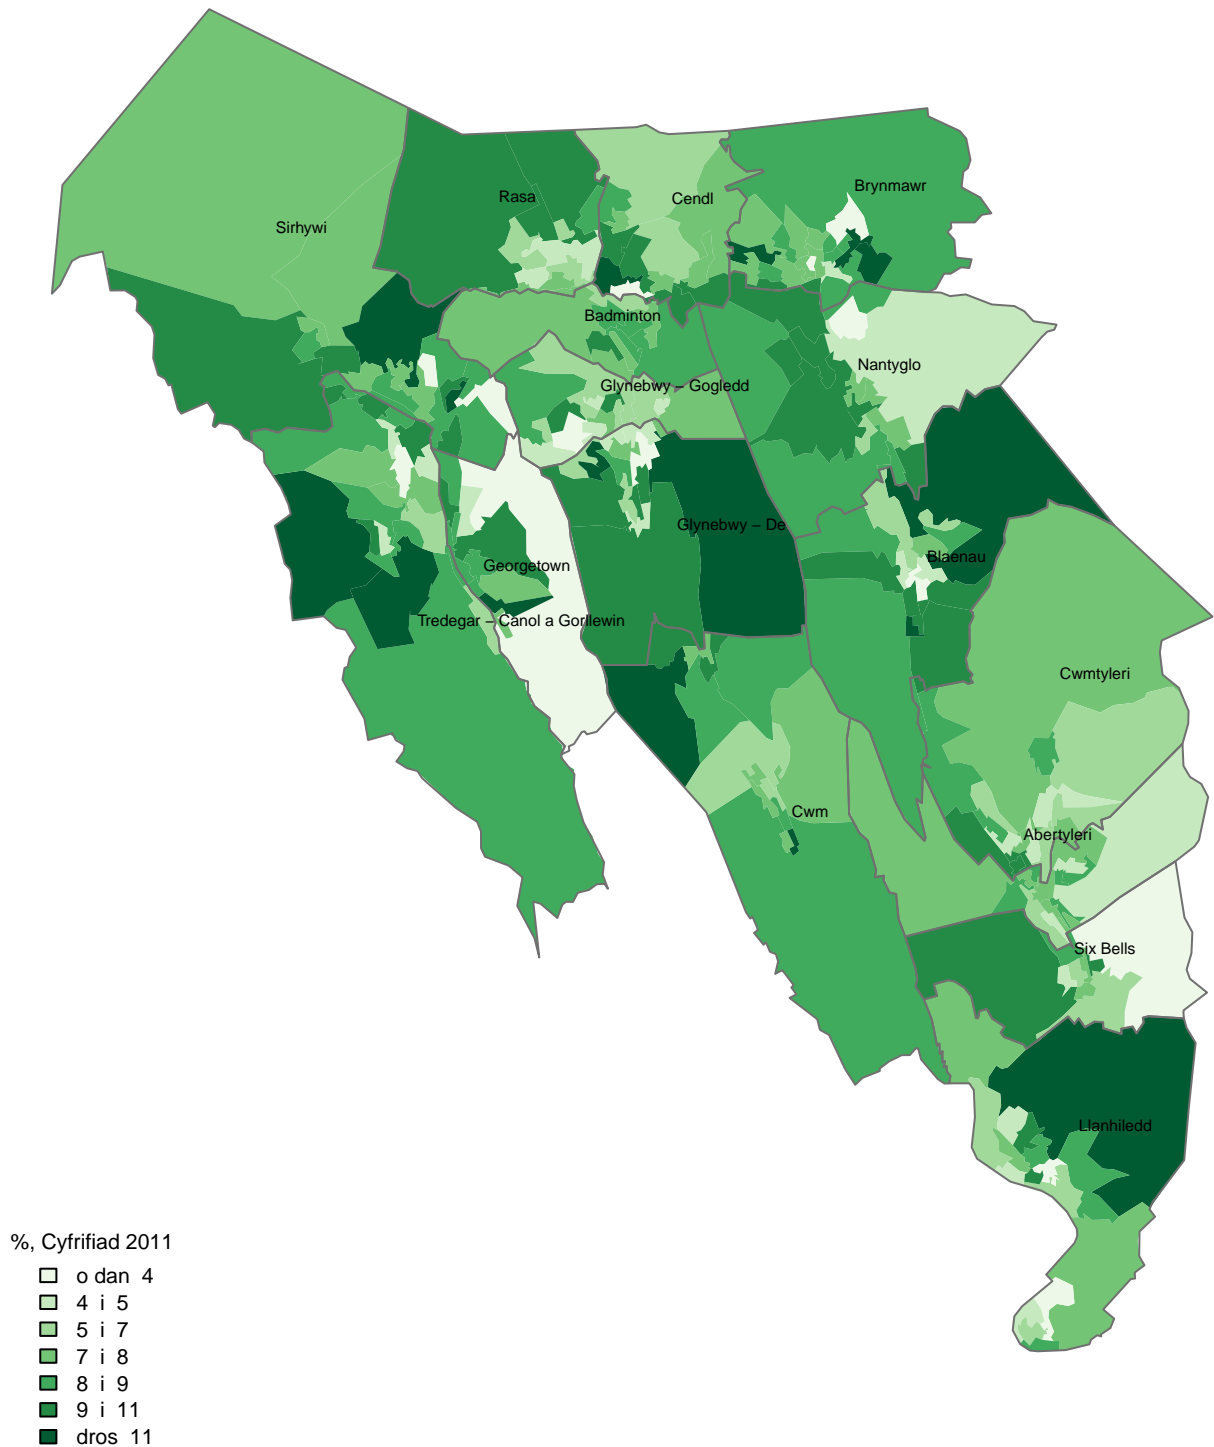 Brynmawr
Rasa
Cendl
Sirhywi
Badminton
Nantyglo
Glynebwy – Gogledd
Glynebwy – De
Blaenau
Georgetown
Tredegar – Canol a Gorllewin
Cwmtyleri
Cwm
Abertyleri
Six Bells
Llanhiledd
%, Cyfrifiad 2011
o dan 4
4 i 5
5 i 7
7 i 8
8 i 9
9 i 11
dros 11